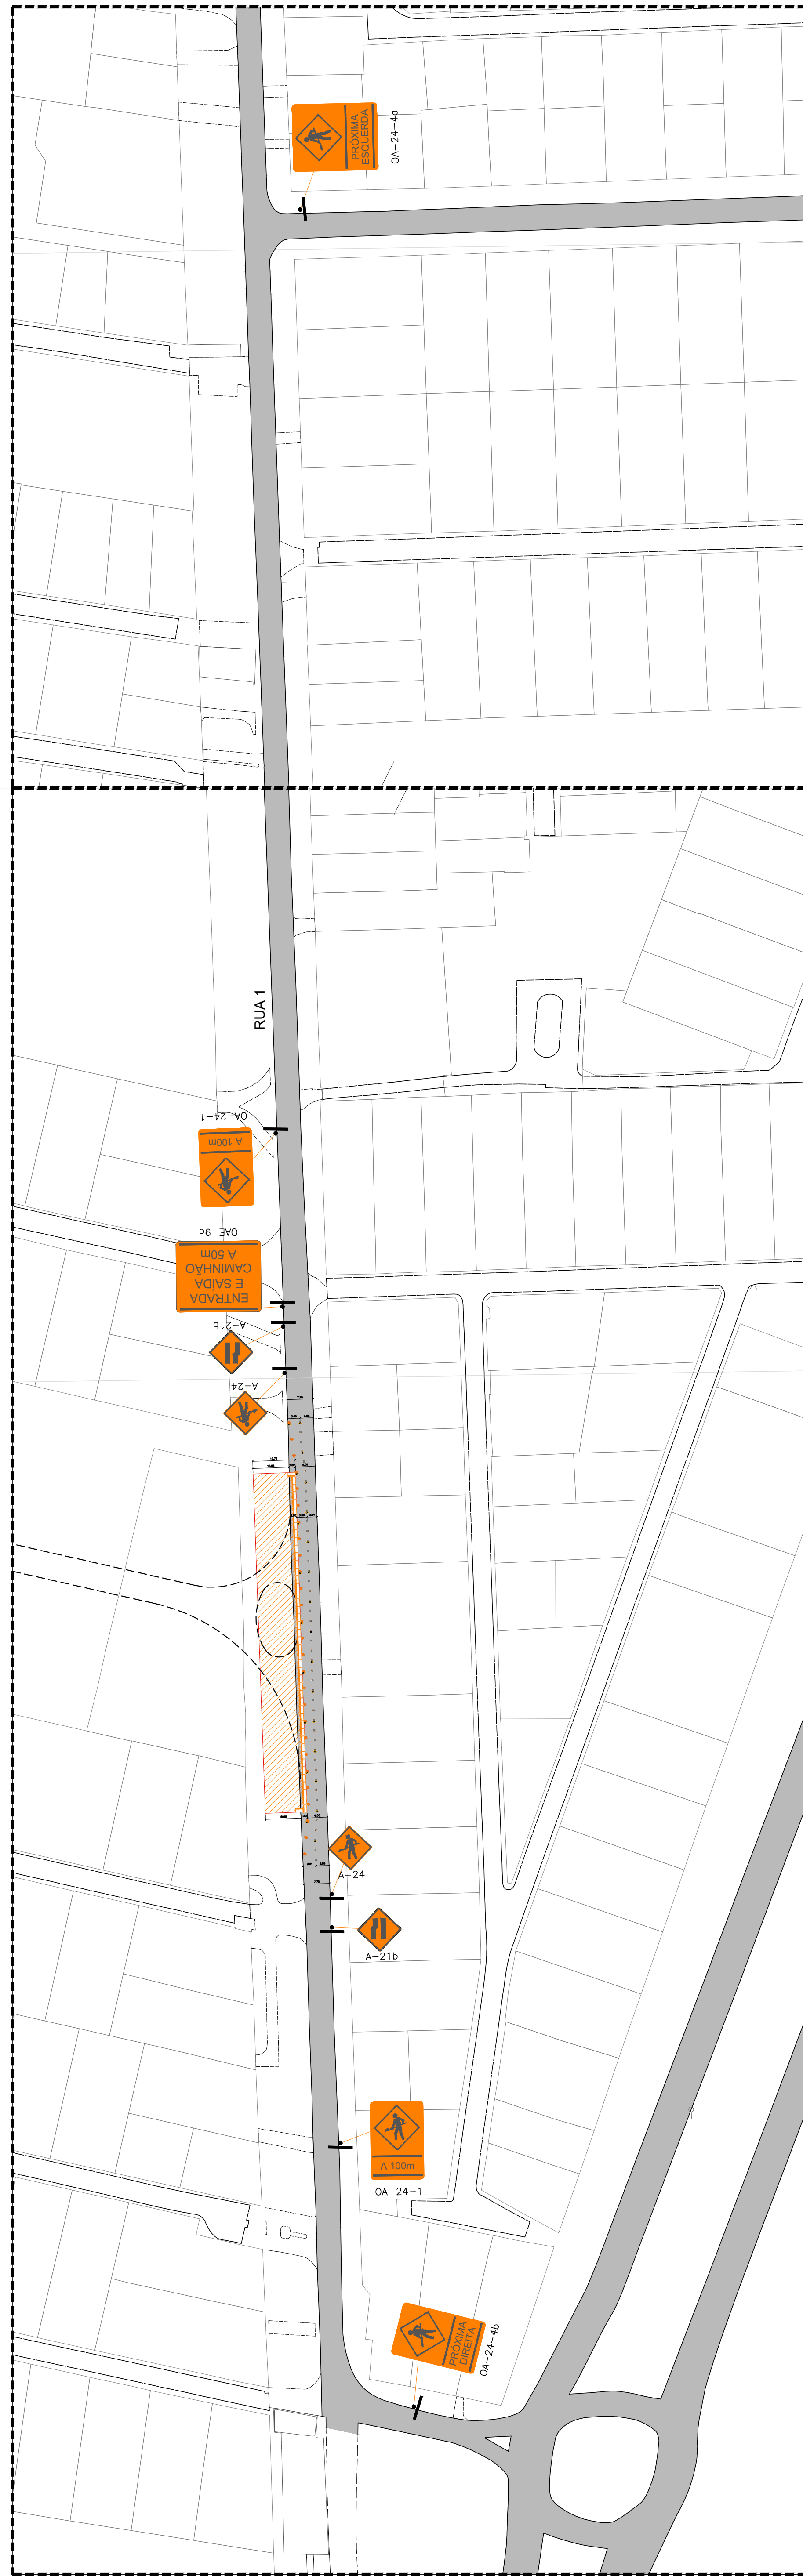 PRÓXIMA
ESQUERDA
OA-24-4a
RUA 1
OA-24-1
A 100m
OAE-9c
ENTRADA
E SAÍDA
CAMINHÃO
A 50m
A-21b
A-24
A-24
A-21b
A 100m
OA-24-1
PRÓXIMA
DIREITA
OA-24-4b